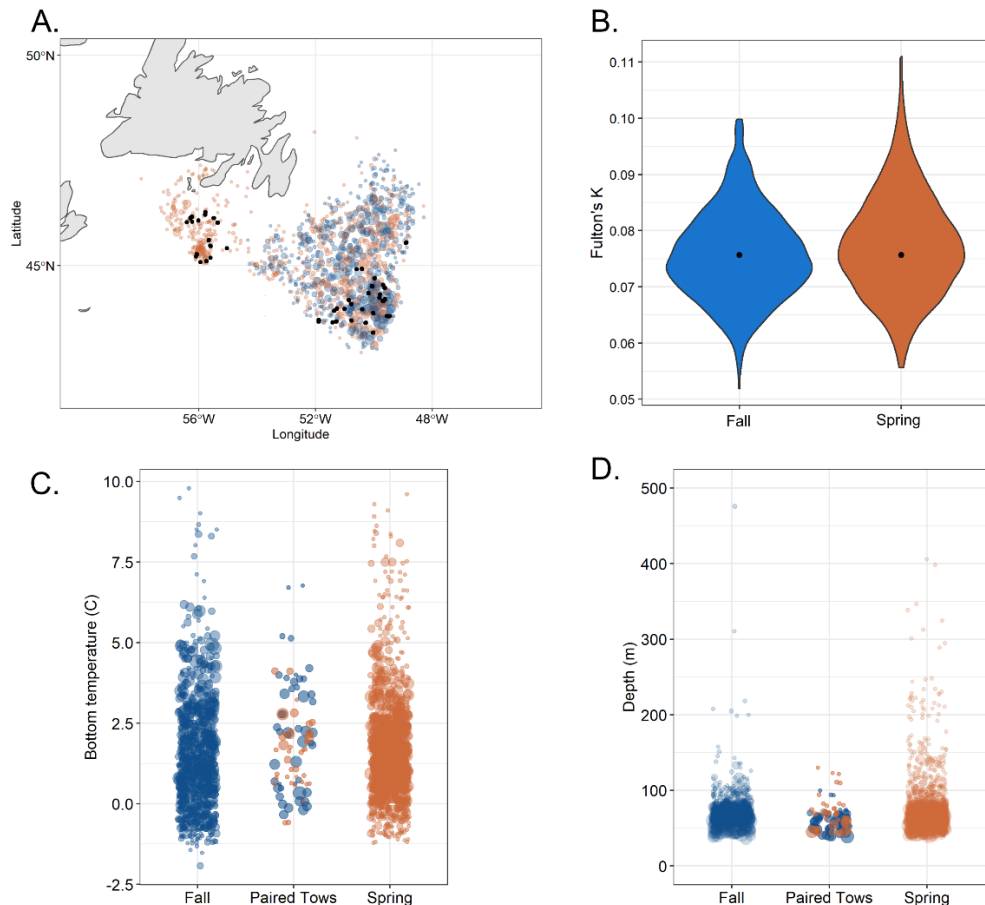 A.
50°N
45°N
Latitude
56°W 52°W 48°W
Longitude
B.
0.11
0.10
0.09
0.08
0.07
0.06
0.05
Fulton's K
Fall Spring
C.
10.0
7.5
5.0
2.5
0.0
-2.5
Bottom temperature (C)
Fall Paired Tows Spring
D.
500
400
300
200
100
0
Depth (m)
Fall Paired Tows Spring